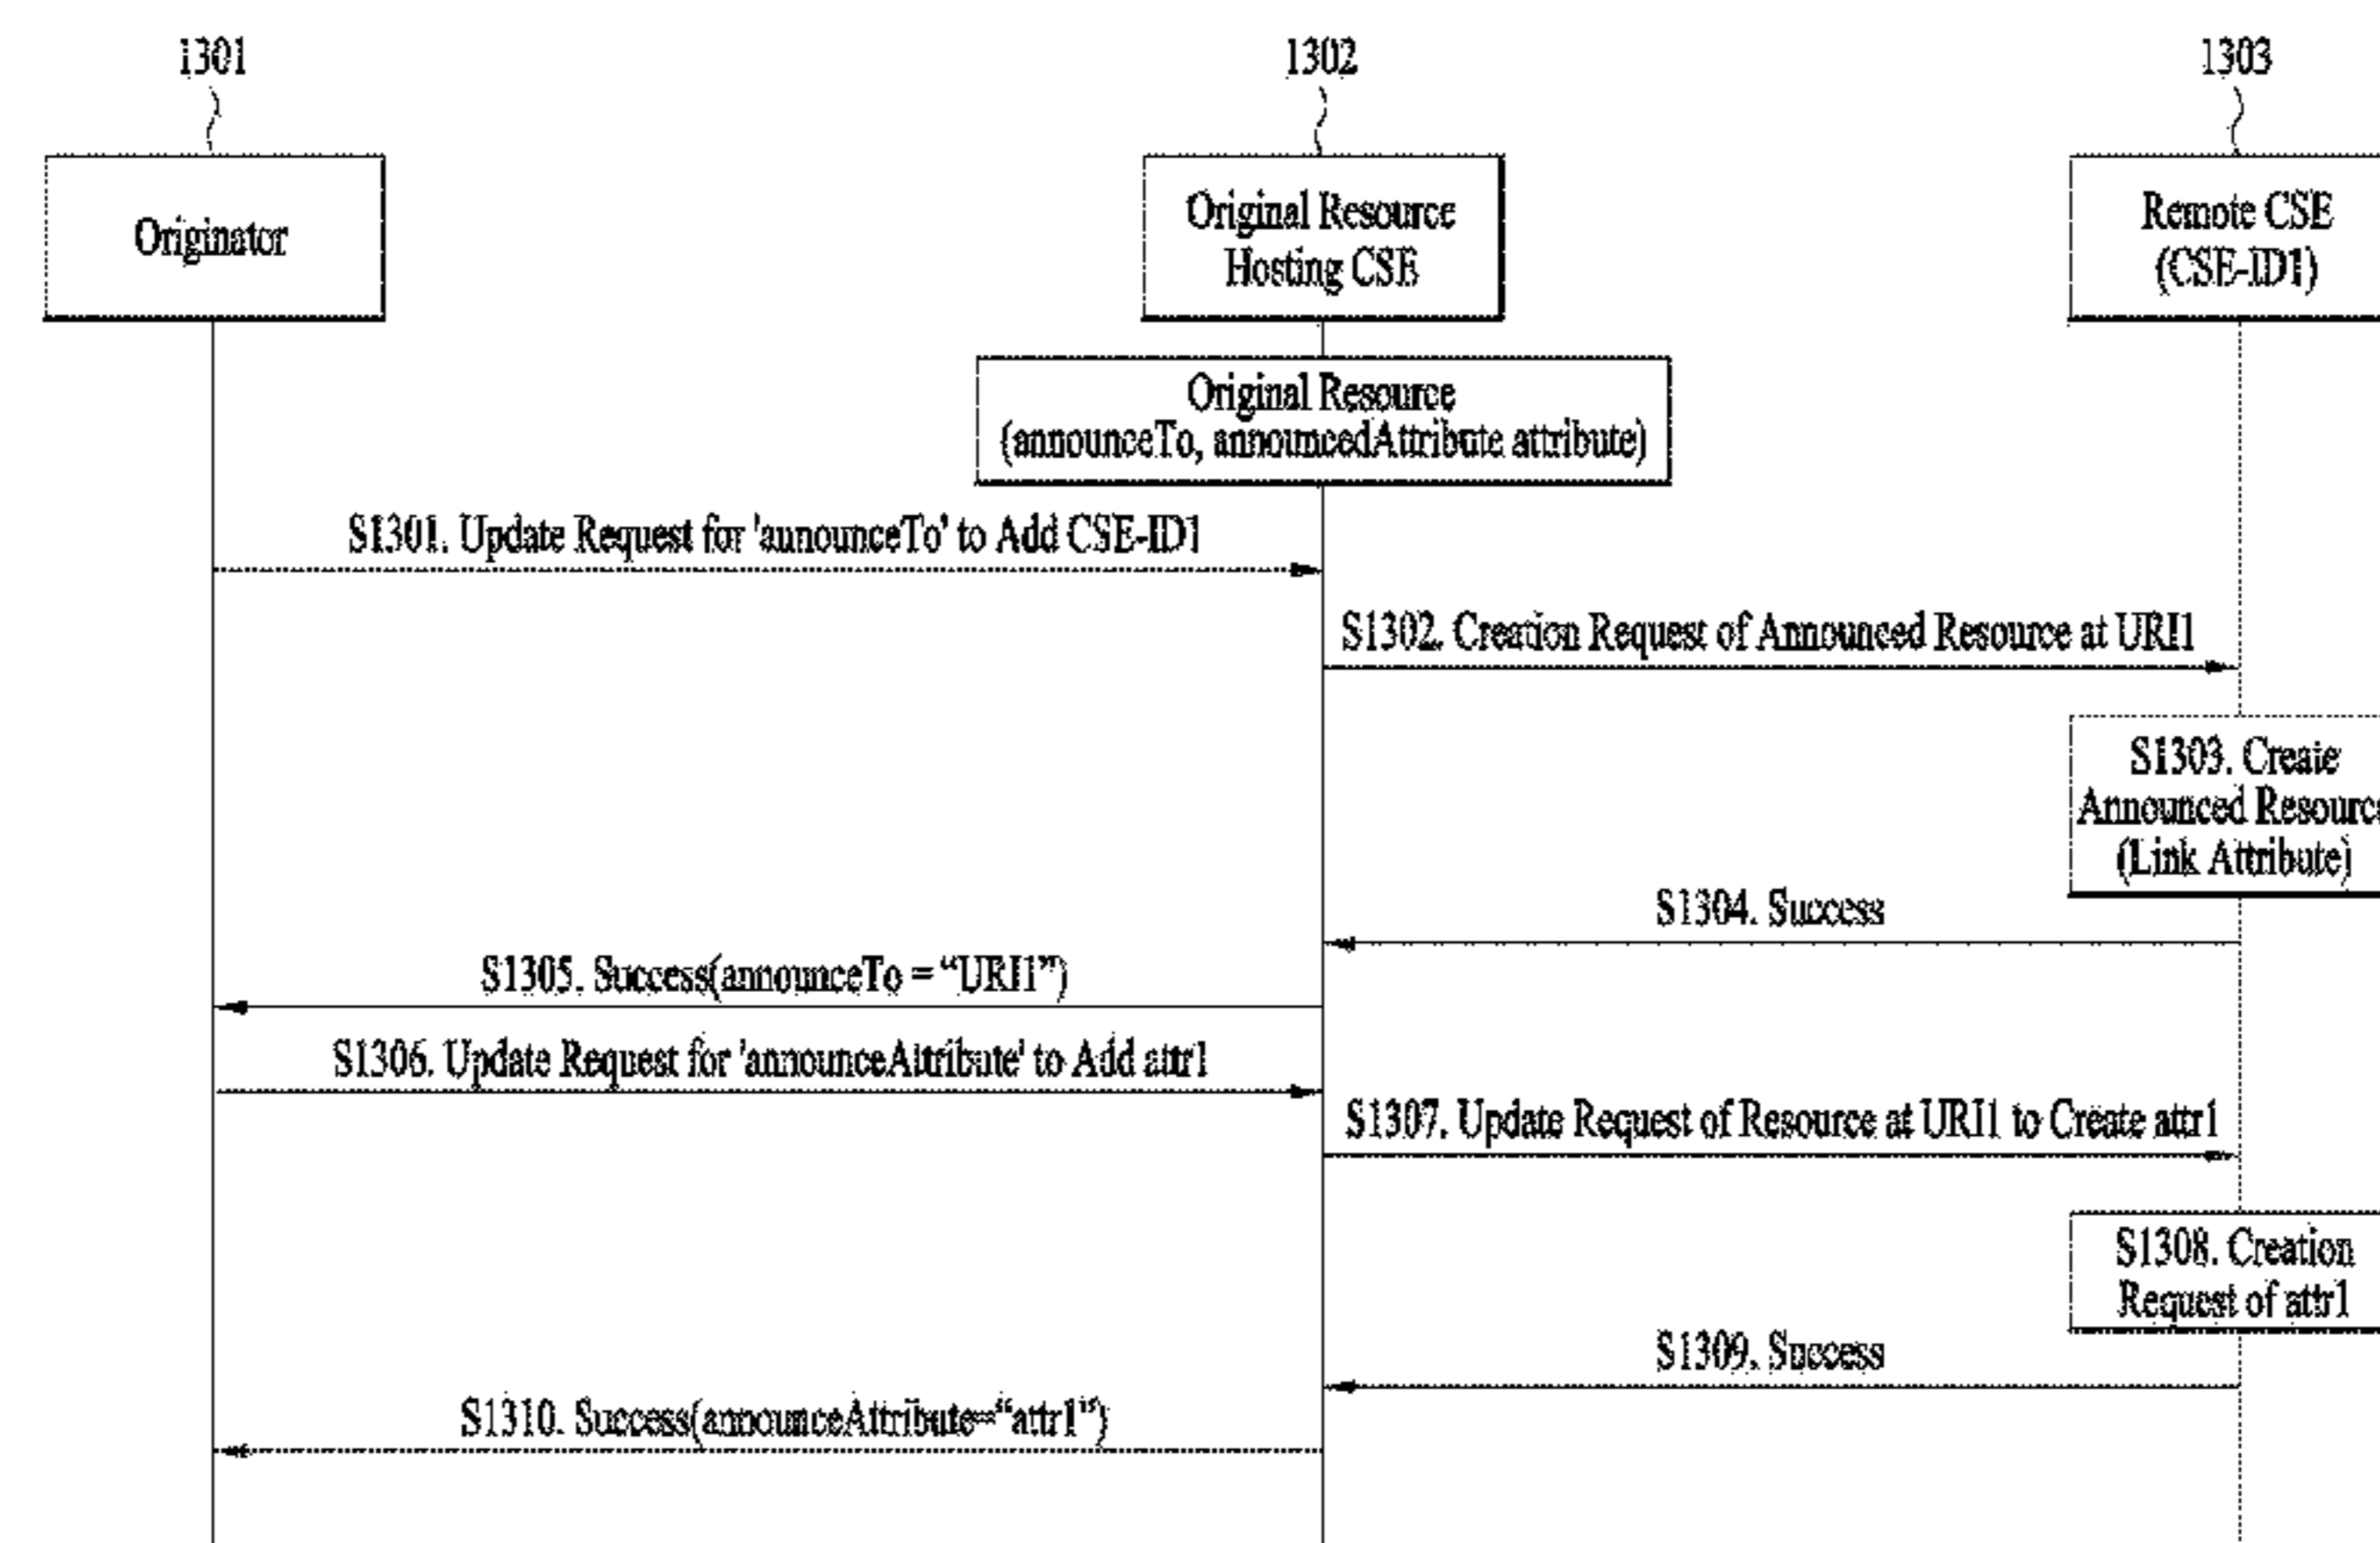 1301
1302
1303
Originator
Original Resource
Hosting CSE
Remote CSE
(CSE-ID1)
Original Resource
(announceTo, announcedAttribute attribute)
S1301. Update Request for 'announceTo' to Add CSE-ID1
S1302. Creation Request of Announced Resource at URI1
S1303. Create
Announced Resource
(Link Attribute)
S1304. Success
S1305. Success(announceTo = “URI1”)
S1306. Update Request for 'announceAttribute' to Add attr1
S1307. Update Request of Resource at URI1 to Create attr1
S1308. Creation
Request of attr1
S1309. Success
S1310. Success(announceAttribute=“attr1”)